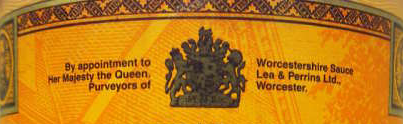 By appointment to
Her Majesty the Queen,
Purveyors of
Worcestershire Sauce
Lea & Perrins Ltd.,
Worcester.